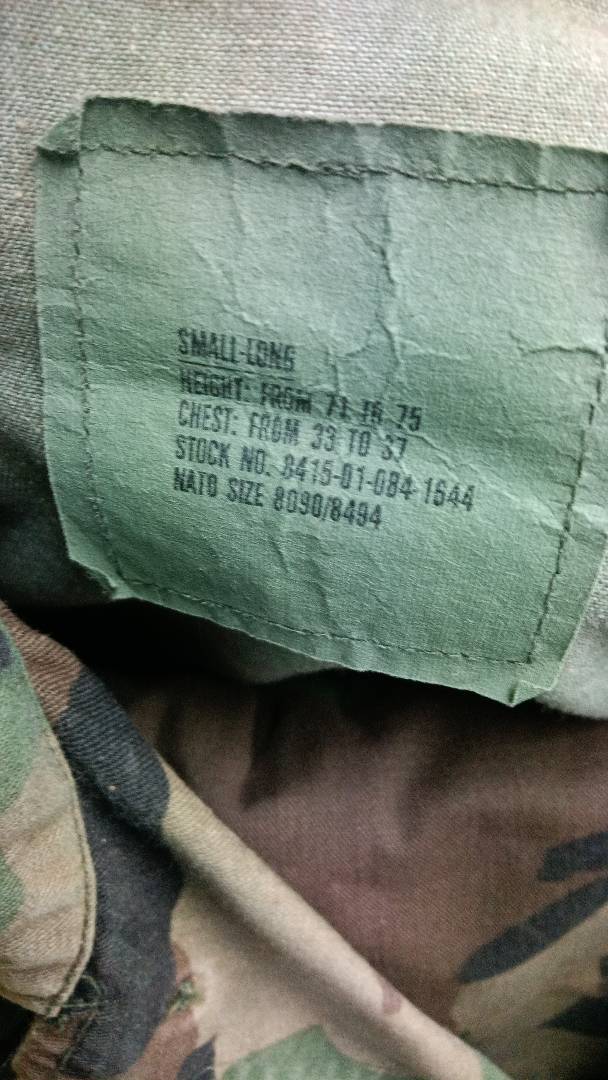 SMALL-LONG
HEIGHT: FROM 71 TO 75
CHEST: FROM 33 TO 37
STOCK NO. 8415-01-084-1644
NATO SIZE 8090/8494